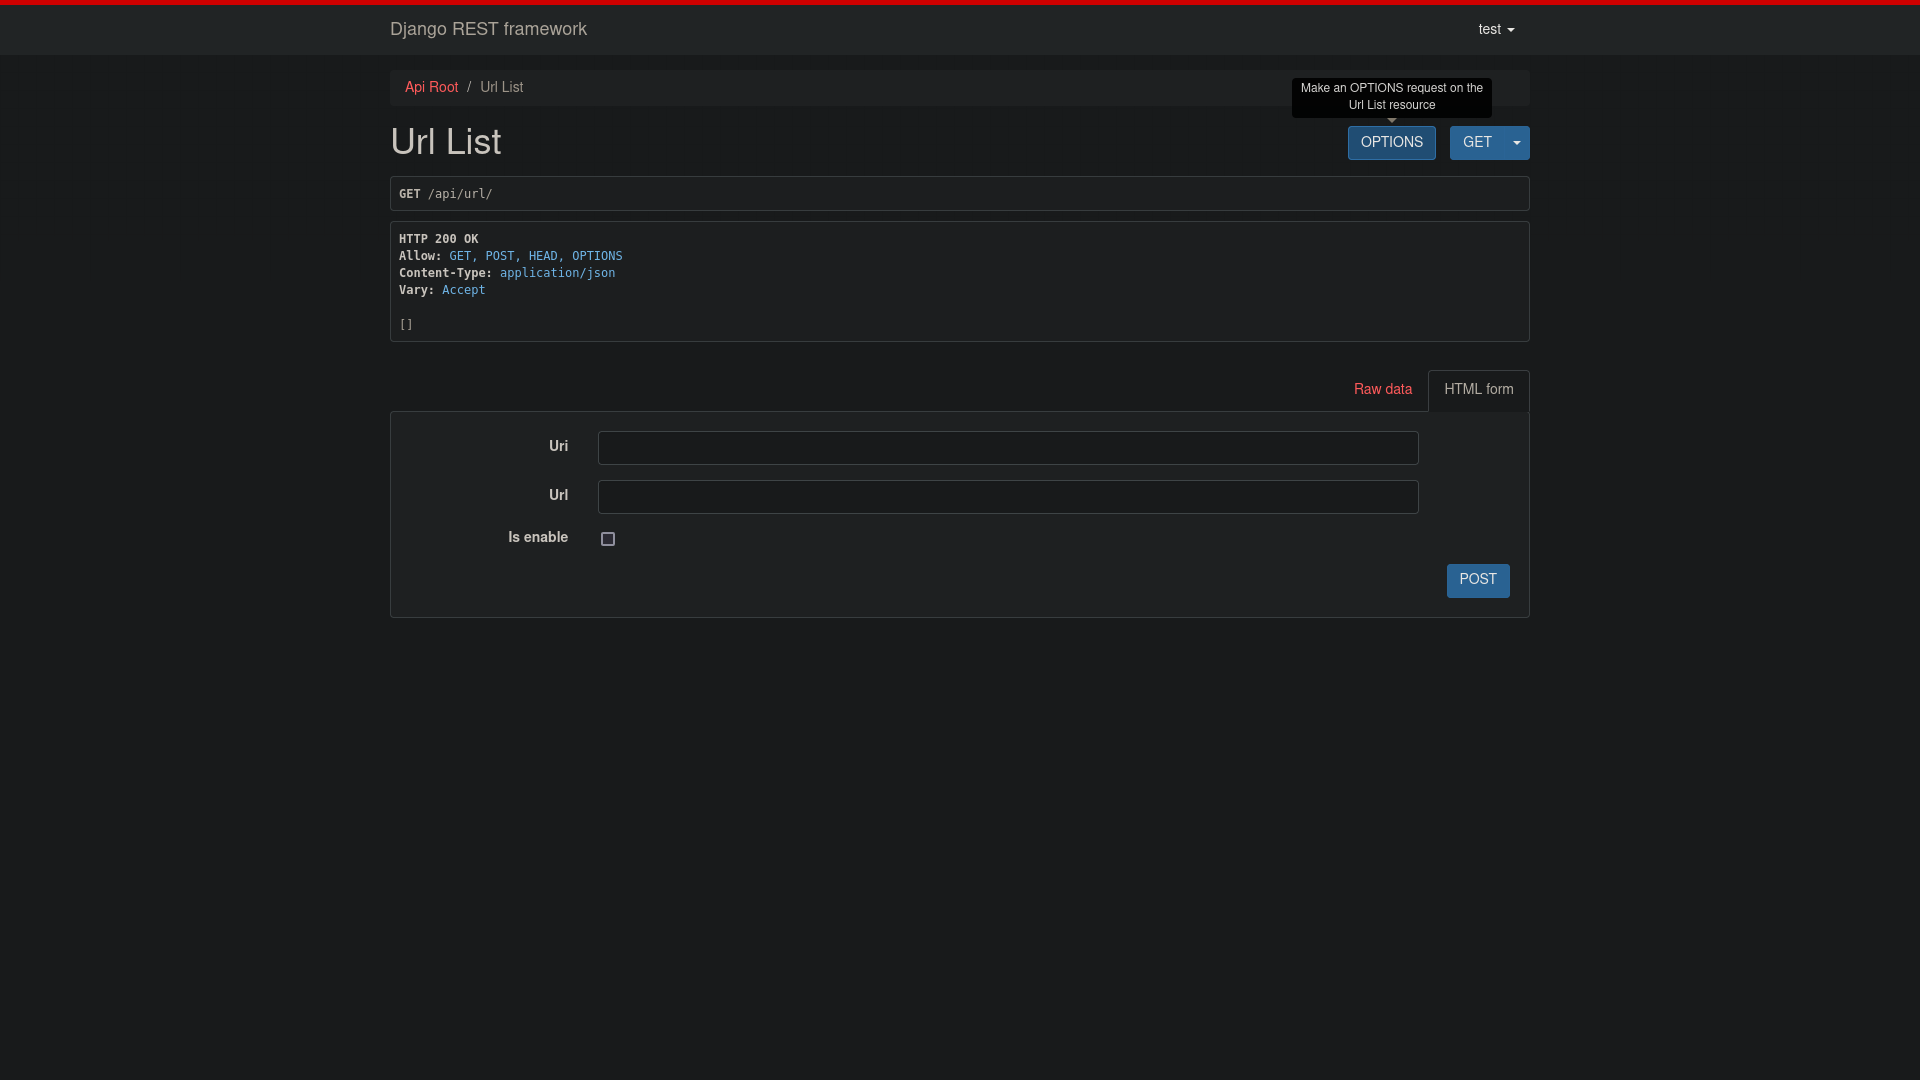 Django REST framework
test
Api Root / Url List
Make an OPTIONS request on the
Url List resource
Url List
OPTIONS
GET
GET /api/url/
HTTP 200 OK
Allow: GET, POST, HEAD, OPTIONS
Content-Type: application/json
Vary: Accept
[]
Raw data
HTML form
Uri
Url
Is enable
POST